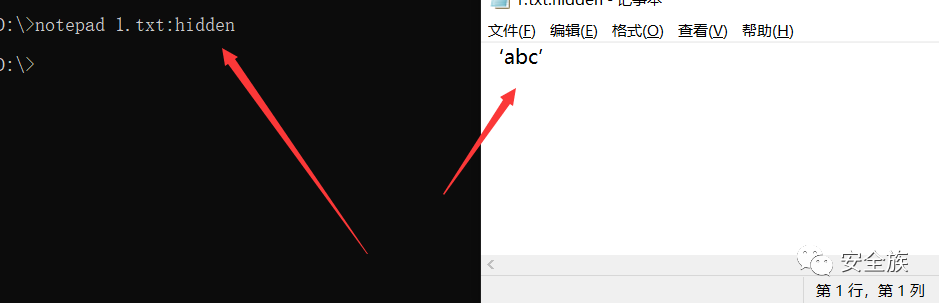 D:\>notepad 1.txt:hidden
D:\>
1.txt:hidden - 记事本
文件(F) 编辑(E) 格式(O) 查看(V) 帮助(H)
‘abc’
安全族
第 1 行，第 1 列